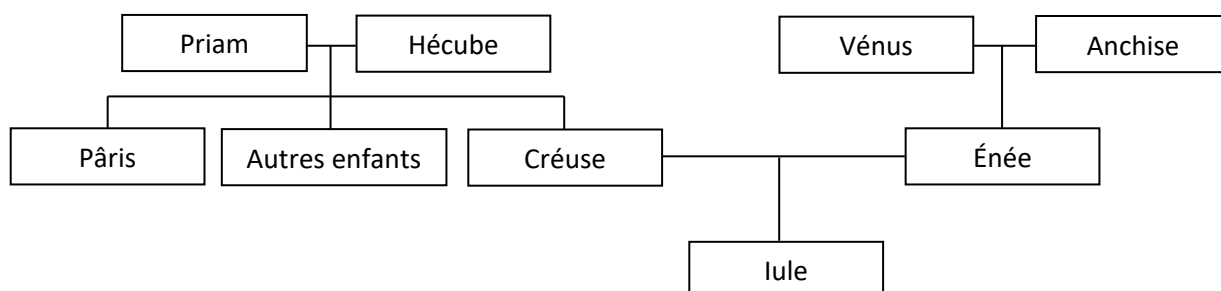 Priam
Hécube
Vénus
Anchise
Pâris
Autres enfants
Créuse
Énée
Iule